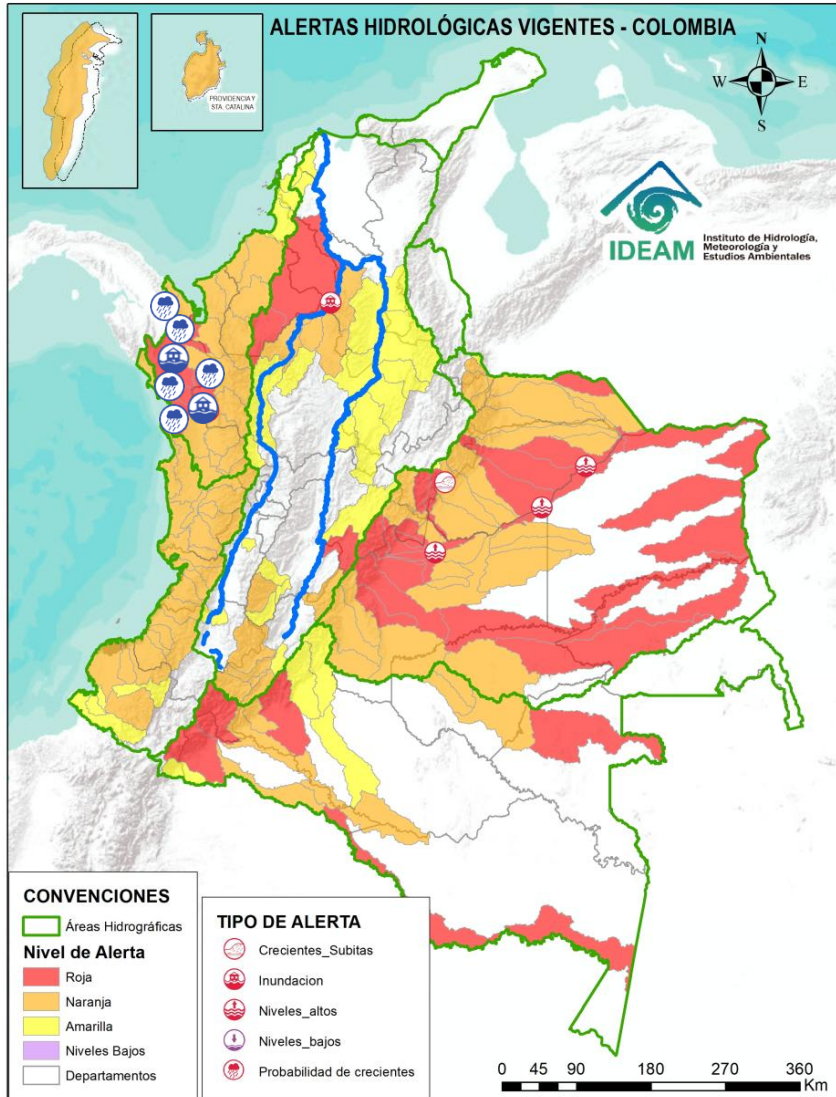 ALERTAS HIDROLÓGICAS VIGENTES - COLOMBIA
PROVIDENCIA Y
STA. CATALINA
N
W
E
S
IDEAM
Instituto de Hidrología,
Meteorología y
Estudios Ambientales
CONVENCIONES
Áreas Hidrográficas
Nivel de Alerta
Roja
Naranja
Amarilla
Niveles Bajos
Departamentos
TIPO DE ALERTA
Crecientes_Subitas
Inundacion
Niveles_altos
Niveles_bajos
Probabilidad de crecientes
0 45 90 180 270 360
Km